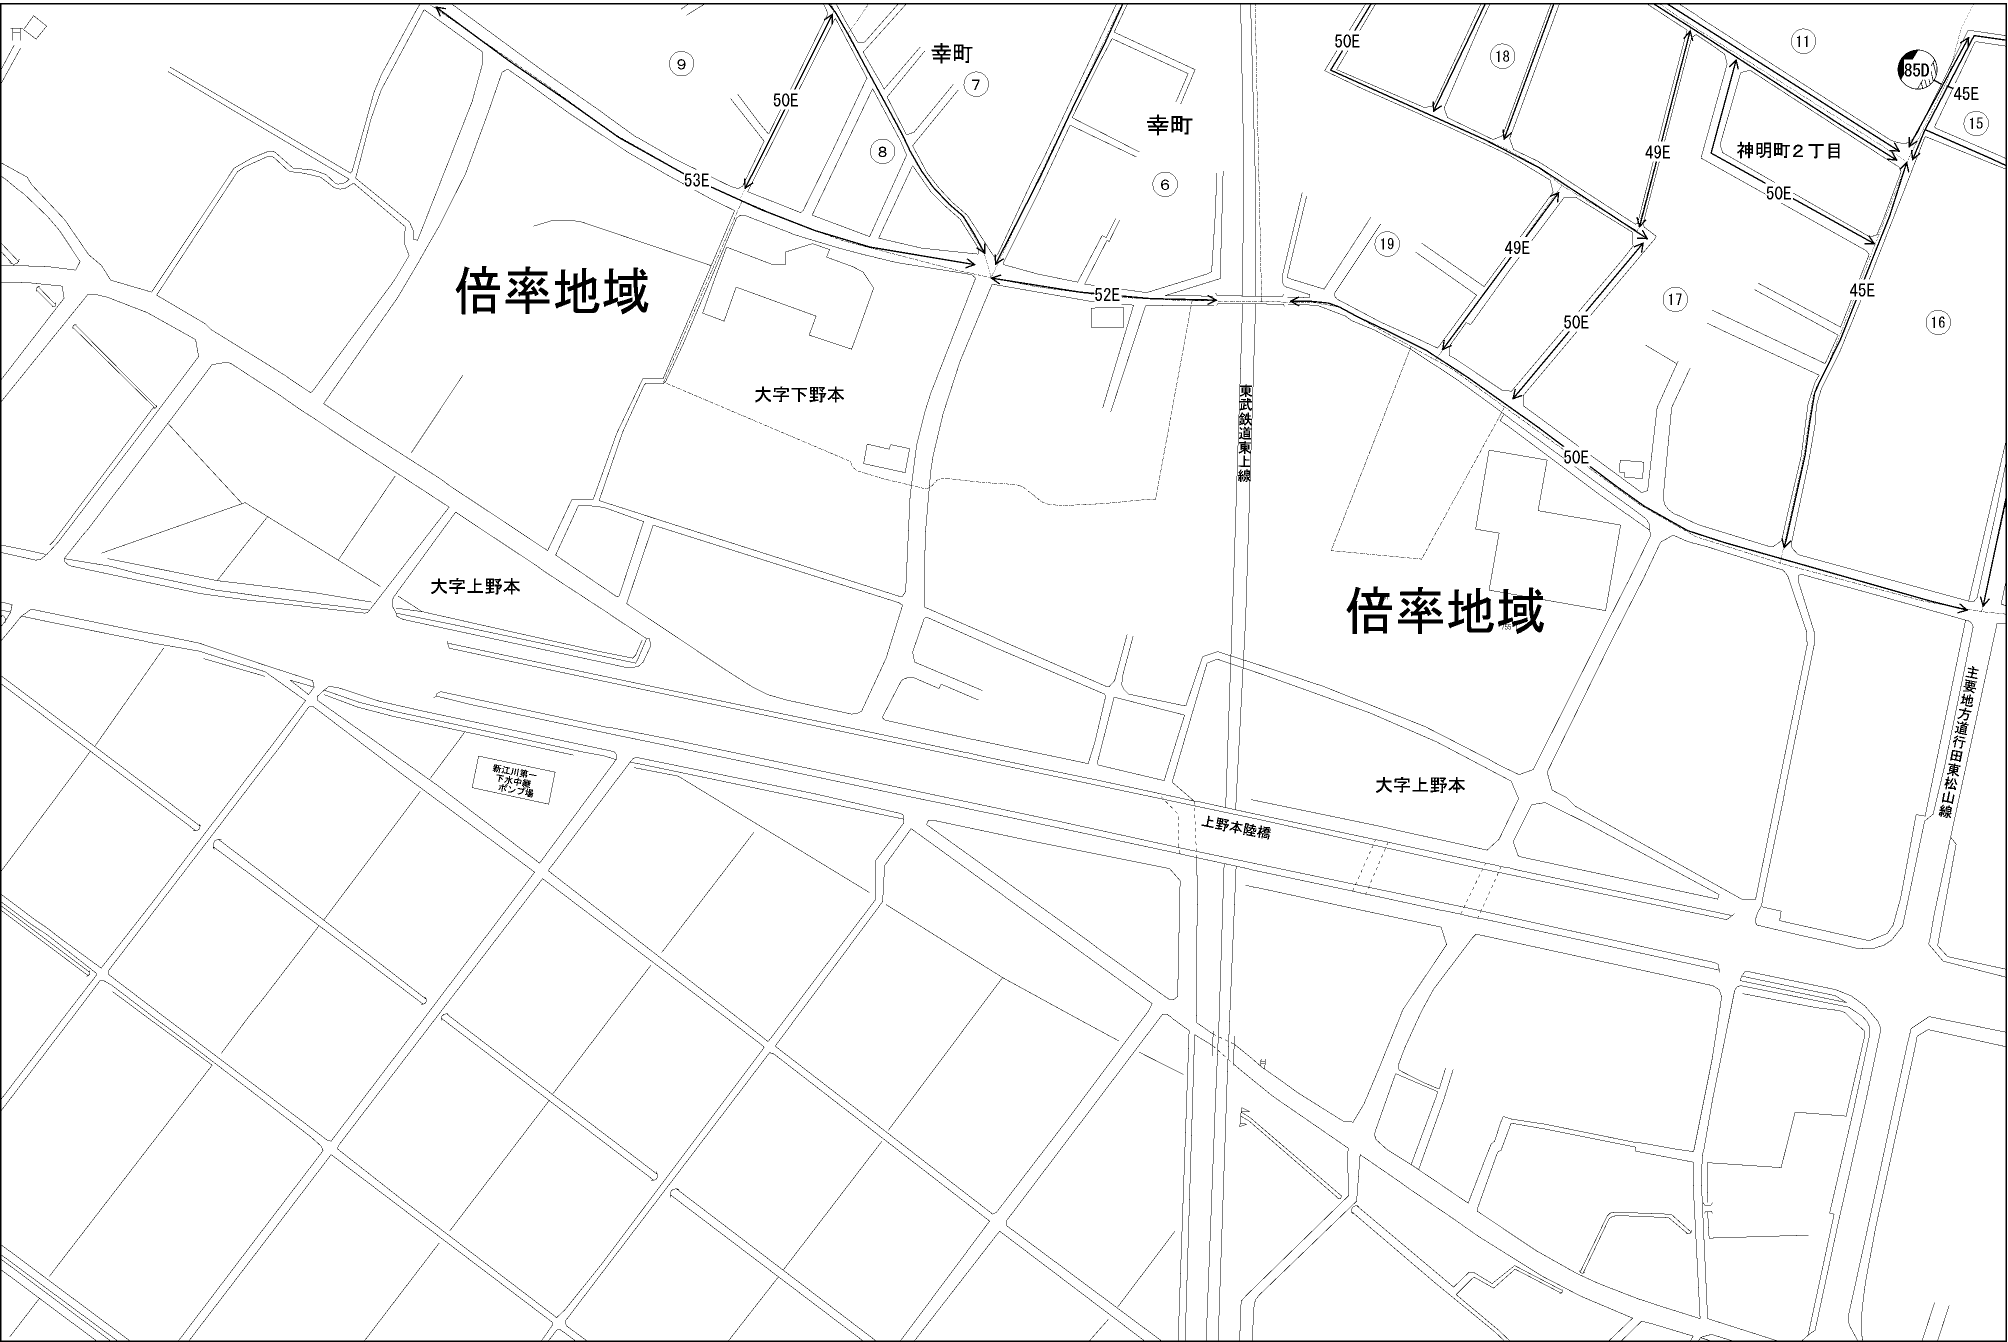 50E
⑪
⑱
幸町
⑨
⑦
85D
45E
50E
幸町
⑮
⑧
49E
神明町２丁目
53E
⑥
50E
⑲
49E
倍率地域
52E
45E
⑰
50E
⑯
大字下野本
東武鉄道東上線
50E
大字上野本
倍率地域
主要地方道行田東松山線
新江川第一
下水中継
ポンプ場
大字上野本
上野本陸橋